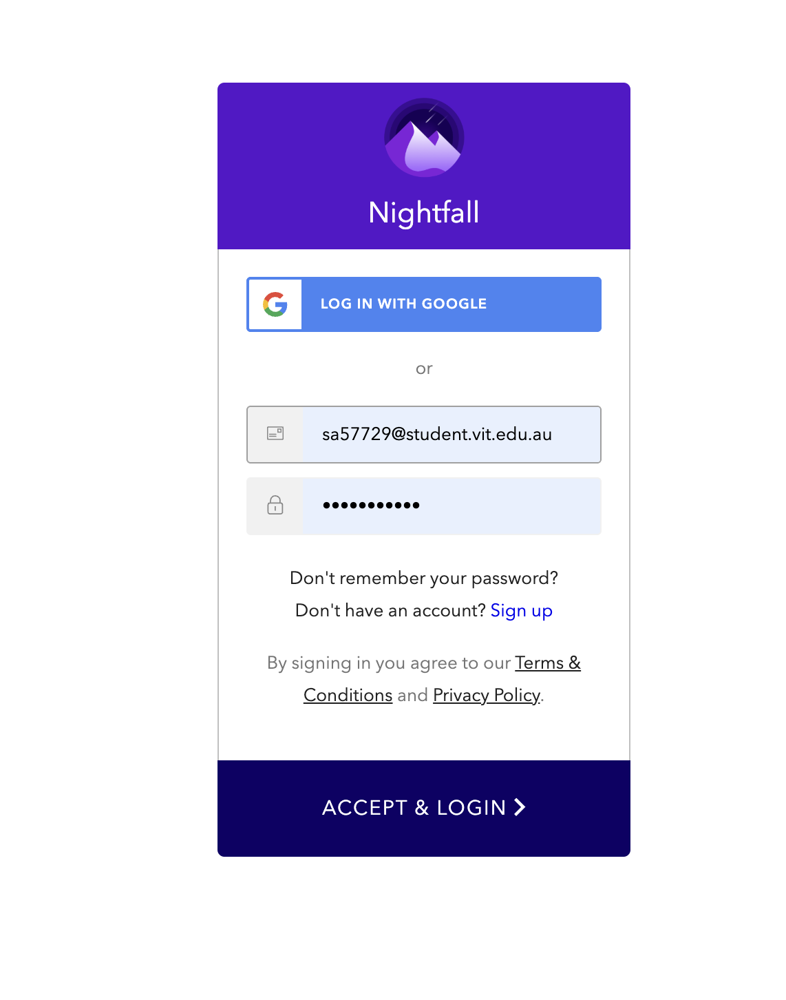 Nightfall
LOG IN WITH GOOGLE
or
sa57729@student.vit.edu.au
•••••••••••
Don't remember your password?
Don't have an account? Sign up
By signing in you agree to our Terms &
Conditions and Privacy Policy.
ACCEPT & LOGIN